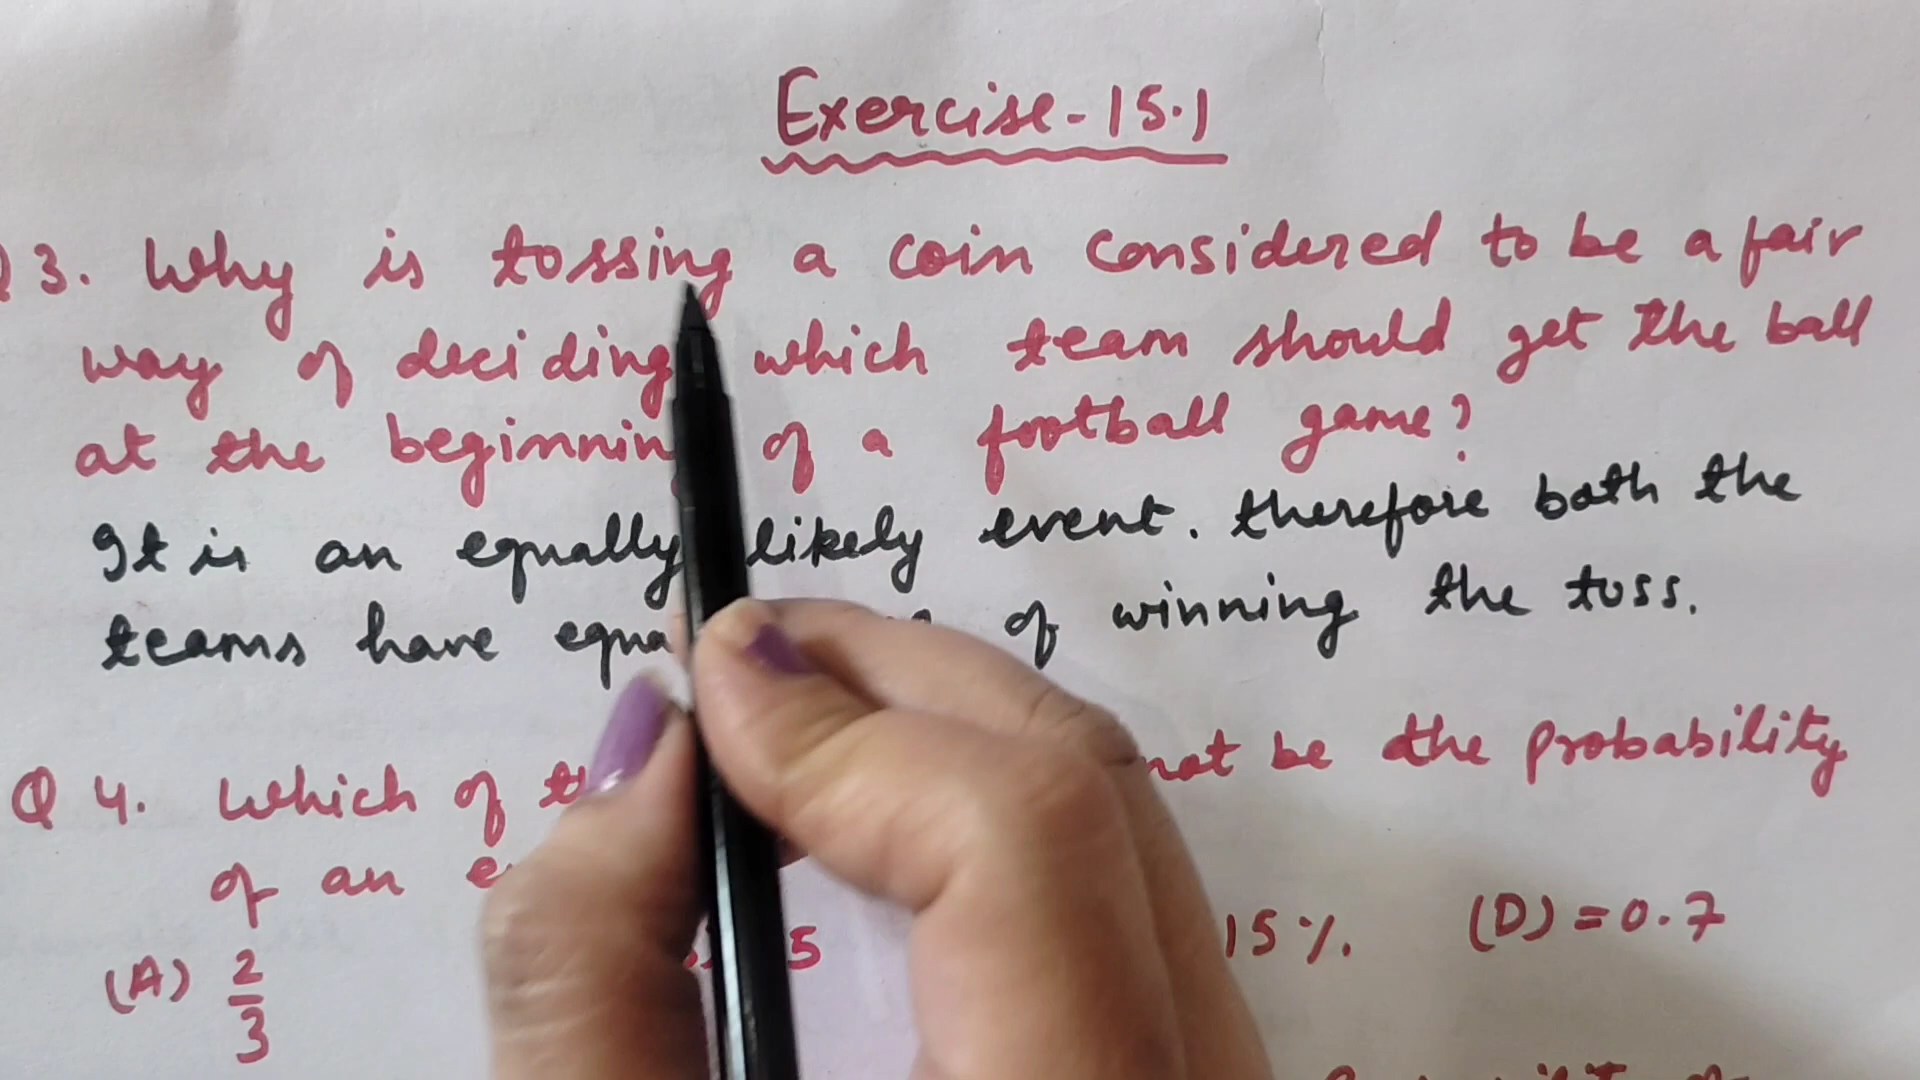 Exercise-15.1
3. Why is tossing a coin considered to be a fair
way of deciding which team should get the ball
at the beginning of a football game?
It is an equally likely event. therefore both the
teams have of winning the toss.
Q 4. Which of not be the probability
of an
(A) 2/3 5 15%. (D) = 0.7